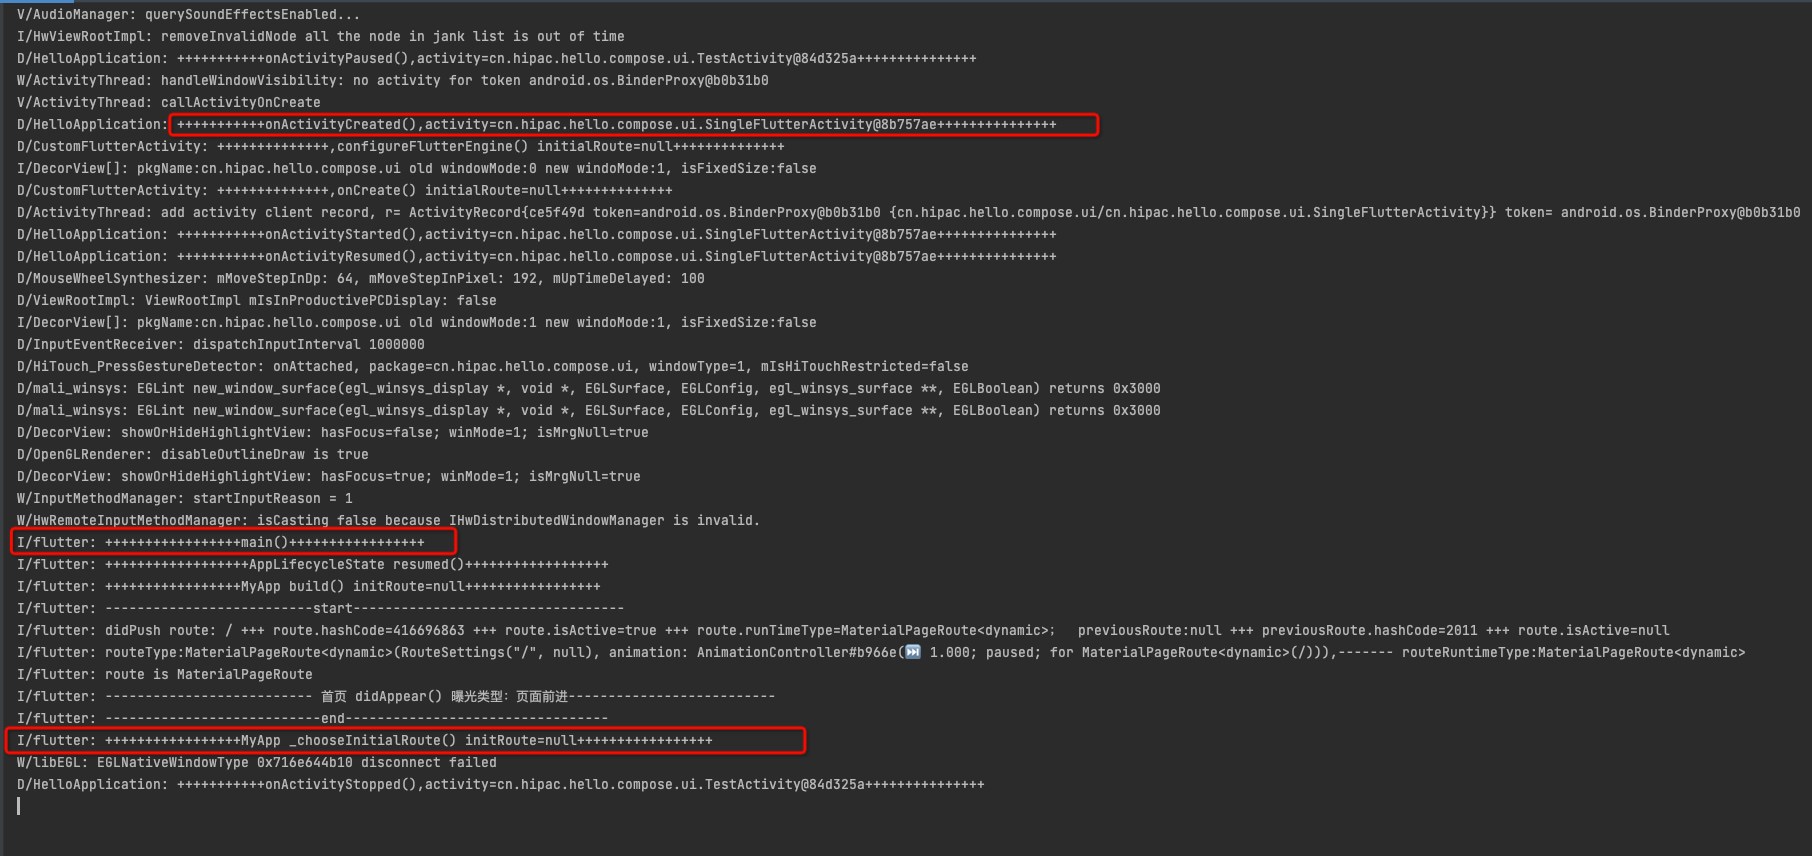 V/AudioManager: querySoundEffectsEnabled...
I/HwViewRootImpl: removeInvalidNode all the node in jank list is out of time
D/HelloApplication: +++++++++++onActivityPaused(),activity=cn.hipac.hello.compose.ui.TestActivity@84d325a+++++++++++++++
W/ActivityThread: handleWindowVisibility: no activity for token android.os.BinderProxy@b0b31b0
V/ActivityThread: callActivityOnCreate
D/HelloApplication: +++++++++++onActivityCreated(),activity=cn.hipac.hello.compose.ui.SingleFlutterActivity@8b757ae+++++++++++++++
D/CustomFlutterActivity: ++++++++++++++,configureFlutterEngine() initialRoute=null++++++++++++++
I/DecorView[]: pkgName:cn.hipac.hello.compose.ui old windowMode:0 new windoMode:1, isFixedSize:false
D/CustomFlutterActivity: ++++++++++++++,onCreate() initialRoute=null++++++++++++++
D/ActivityThread: add activity client record, r= ActivityRecord{ce5f49d token=android.os.BinderProxy@b0b31b0 {cn.hipac.hello.compose.ui/cn.hipac.hello.compose.ui.SingleFlutterActivity}} token= android.os.BinderProxy@b0b31b0
D/HelloApplication: +++++++++++onActivityStarted(),activity=cn.hipac.hello.compose.ui.SingleFlutterActivity@8b757ae+++++++++++++++
D/HelloApplication: +++++++++++onActivityResumed(),activity=cn.hipac.hello.compose.ui.SingleFlutterActivity@8b757ae+++++++++++++++
D/MouseWheelSynthesizer: mMoveStepInDp: 64, mMoveStepInPixel: 192, mUpTimeDelayed: 100
D/ViewRootImpl: ViewRootImpl mIsInProductivePCDisplay: false
I/DecorView[]: pkgName:cn.hipac.hello.compose.ui old windowMode:1 new windoMode:1, isFixedSize:false
D/InputEventReceiver: dispatchInputInterval 1000000
D/HiTouch_PressGestureDetector: onAttached, package=cn.hipac.hello.compose.ui, windowType=1, mIsHiTouchRestricted=false
D/mali_winsys: EGLint new_window_surface(egl_winsys_display *, void *, EGLSurface, EGLConfig, egl_winsys_surface **, EGLBoolean) returns 0x3000
D/mali_winsys: EGLint new_window_surface(egl_winsys_display *, void *, EGLSurface, EGLConfig, egl_winsys_surface **, EGLBoolean) returns 0x3000
D/DecorView: showOrHideHighlightView: hasFocus=false; winMode=1; isMrgNull=true
D/OpenGLRenderer: disableOutlineDraw is true
D/DecorView: showOrHideHighlightView: hasFocus=true; winMode=1; isMrgNull=true
W/InputMethodManager: startInputReason = 1
W/HwRemoteInputMethodManager: isCasting false because IHwDistributedWindowManager is invalid.
I/flutter: +++++++++++++++++main()+++++++++++++++++
I/flutter: ++++++++++++++++++AppLifecycleState resumed()++++++++++++++++++
I/flutter: +++++++++++++++++MyApp build() initRoute=null+++++++++++++++++
I/flutter: --------------------------start----------------------------------
I/flutter: didPush route: / +++ route.hashCode=416696863 +++ route.isActive=true +++ route.runTimeType=MaterialPageRoute<dynamic>;   previousRoute:null +++ previousRoute.hashCode=2011 +++ route.isActive=null
I/flutter: routeType:MaterialPageRoute<dynamic>(RouteSettings("/", null), animation: AnimationController#b966e(⏭ 1.000; paused; for MaterialPageRoute<dynamic>(/))),------- routeRuntimeType:MaterialPageRoute<dynamic>
I/flutter: route is MaterialPageRoute
I/flutter: -------------------------- 首页 didAppear() 曝光类型：页面前进--------------------------
I/flutter: ---------------------------end---------------------------------
I/flutter: +++++++++++++++++MyApp _chooseInitialRoute() initRoute=null+++++++++++++++++
W/libEGL: EGLNativeWindowType 0x716e644b10 disconnect failed
D/HelloApplication: +++++++++++onActivityStopped(),activity=cn.hipac.hello.compose.ui.TestActivity@84d325a+++++++++++++++